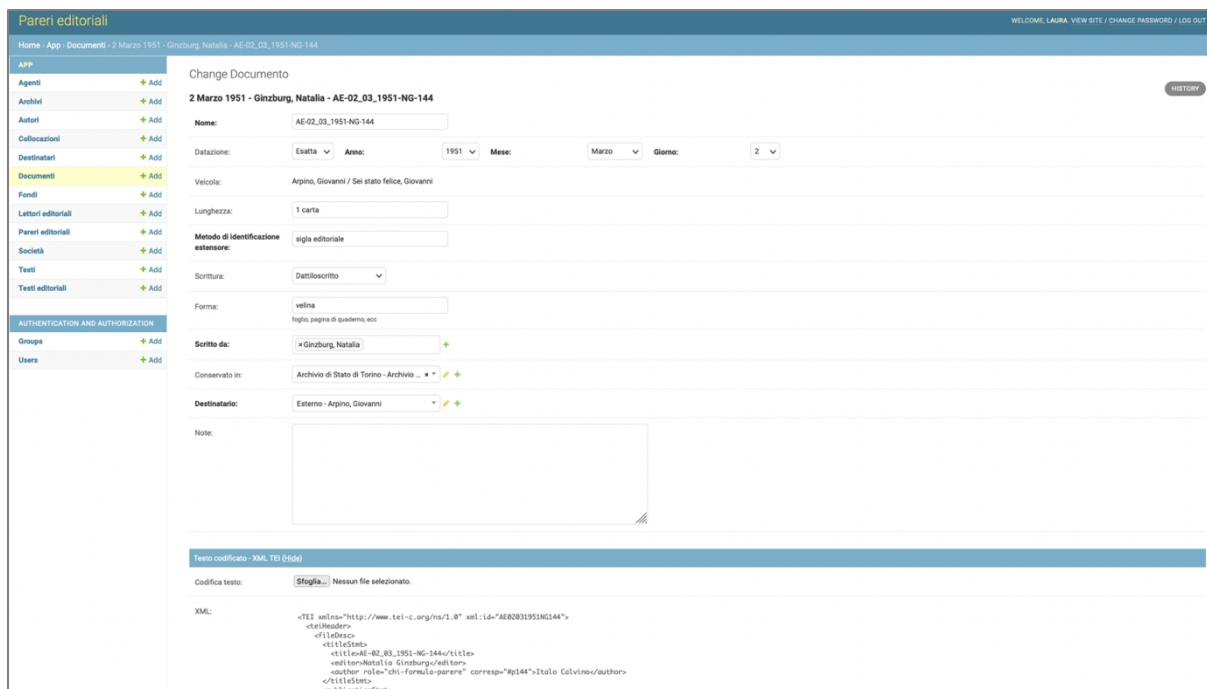 Pareri editoriali
WELCOME, LAURA. VIEW SITE / CHANGE PASSWORD / LOG OUT
Home › App › Documenti › 2 Marzo 1951 - Ginzburg, Natalia - AE-02_03_1951-NG-144
APP
Agenti + Add
Archivi + Add
Autori + Add
Collocazioni + Add
Destinatari + Add
Documenti + Add
Fondi + Add
Lettori editoriali + Add
Pareri editoriali + Add
Società + Add
Testi + Add
Testi editoriali + Add
AUTHENTICATION AND AUTHORIZATION
Groups + Add
Users + Add
Change Documento
HISTORY
2 Marzo 1951 - Ginzburg, Natalia - AE-02_03_1951-NG-144
Nome: AE-02_03_1951-NG-144
Datazione: Esatta Anno: 1951 Mese: Marzo Giorno: 2
Veicola: Arpino, Giovanni / Sei stato felice, Giovanni
Lunghezza: 1 carta
Metodo di identificazione
estensore:
sigla editoriale
Scrittura: Dattiloscritto
Forma: velina
foglio, pagina di quaderno, ecc
Scritto da: × Ginzburg, Natalia +
Conservato in: Archivio di Stato di Torino - Archivio ... × +
Destinatario: Esterno - Arpino, Giovanni +
Note:
Testo codificato - XML TEI (Hide)
Codifica testo: Sfoglia... Nessun file selezionato.
XML:
<TEI xmlns="http://www.tei-c.org/ns/1.0" xml:id="AE02031951NG144">
<teiHeader>
<fileDesc>
<titleStmt>
<title>AE-02_03_1951-NG-144</title>
<editor>Natalia Ginzburg</editor>
<author role="chi-formula-parere" corresp="#p144">Italo Calvino</author>
</titleStmt>
<publicationStmt>